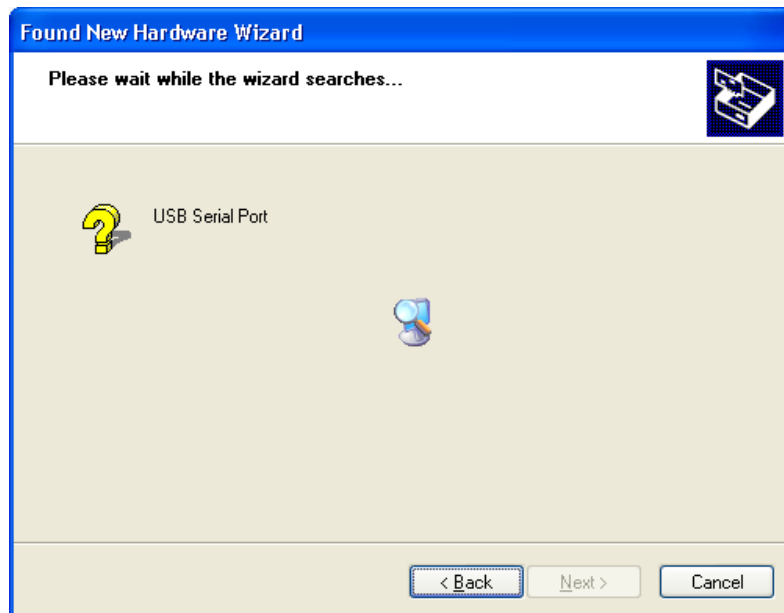 Found New Hardware Wizard
Please wait while the wizard searches...
USB Serial Port
< Back
Next >
Cancel